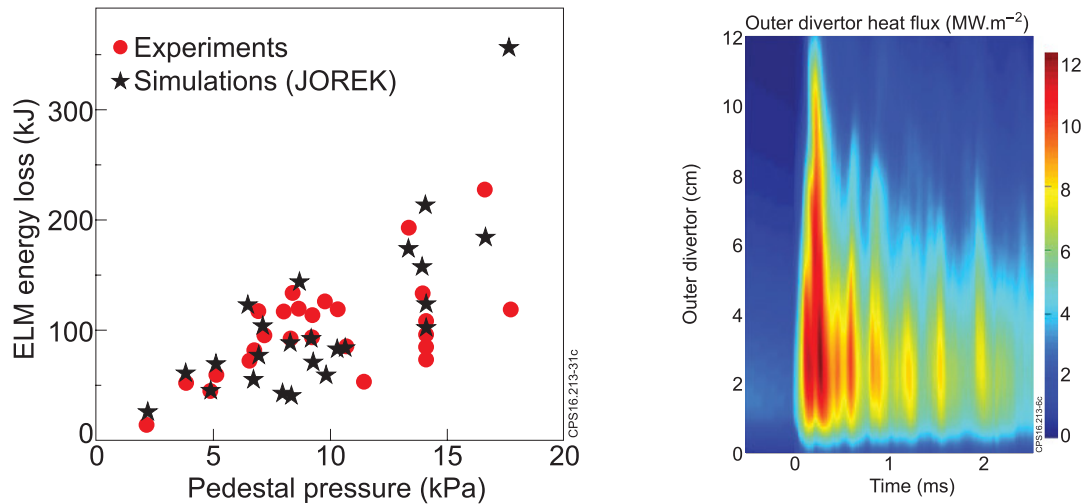 Experiments
Simulations (JOREK)
ELM energy loss (kJ)
300
200
100
0
0 5 10 15 20
Pedestal pressure (kPa)
CPS16.213-31c
Outer divertor heat flux (MW.m⁻²)
Outer divertor (cm)
12
10
8
6
4
2
0
0 1 2
Time (ms)
12
10
8
6
4
2
0
CPS16.213-6c